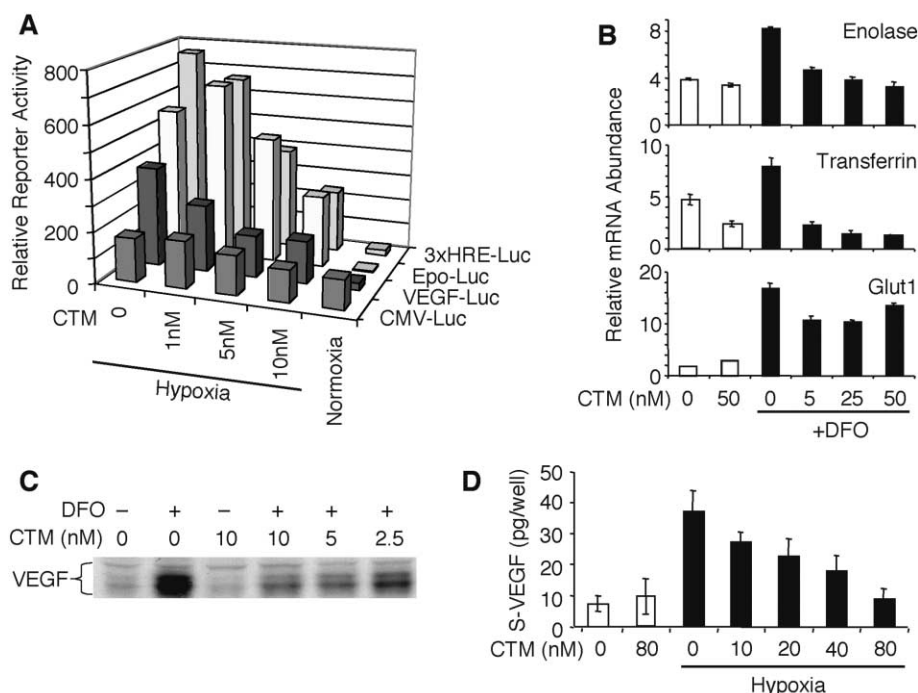 A
Relative Reporter Activity
800
600
400
200
0
CTM
0
1nM
5nM
10nM
Normoxia
Hypoxia
3xHRE-Luc
Epo-Luc
VEGF-Luc
CMV-Luc
B
Relative mRNA Abundance
8
4
0
Enolase
10
5
0
Transferrin
20
10
0
Glut1
CTM (nM) 0 50 0 5 25 50
+DFO
C
DFO – + – + + +
CTM (nM) 0 0 10 10 5 2.5
VEGF
D
S-VEGF (pg/well)
50
40
30
20
10
0
CTM (nM) 0 80 0 10 20 40 80
Hypoxia